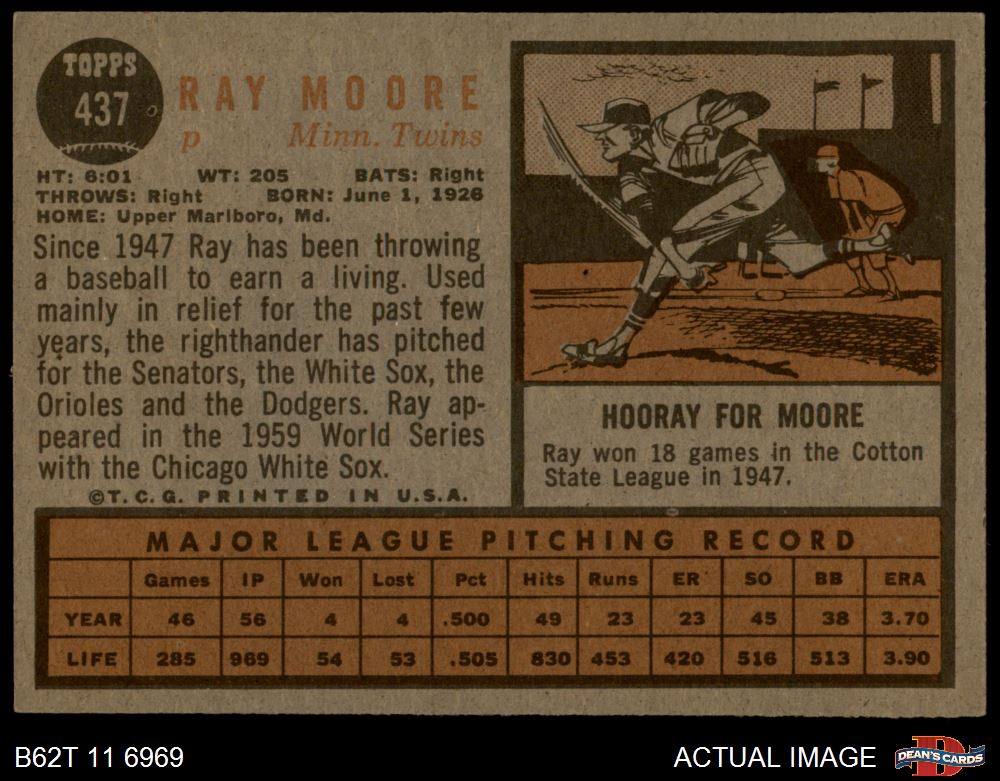 TOPPS
437
RAY MOORE
p Minn. Twins
HT: 6:01 WT: 205 BATS: Right
THROWS: Right BORN: June 1, 1926
HOME: Upper Marlboro, Md.
Since 1947 Ray has been throwing
a baseball to earn a living. Used
mainly in relief for the past few
years, the righthander has pitched
for the Senators, the White Sox, the
Orioles and the Dodgers. Ray ap-
peared in the 1959 World Series
with the Chicago White Sox.
©T.C.G. PRINTED IN U.S.A.
HOORAY FOR MOORE
Ray won 18 games in the Cotton
State League in 1947.
MAJOR LEAGUE PITCHING RECORD
Games IP Won Lost Pct Hits Runs ER SO BB ERA
YEAR 46 56 4 4 .500 49 23 23 45 38 3.70
LIFE 285 969 54 53 .505 830 453 420 516 513 3.90
B62T 11 6969
ACTUAL IMAGE
D
DEAN'S CARDS